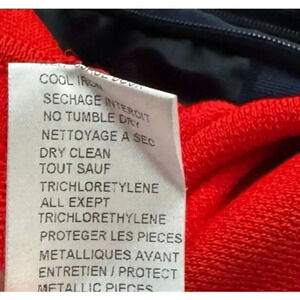 COOL IRON
SECHAGE INTERDIT
NO TUMBLE DRY
NETTOYAGE A SEC
DRY CLEAN
TOUT SAUF
TRICHLORETYLENE
ALL EXEPT
TRICHLORETHYLENE
PROTEGER LES PIECES
METALLIQUES AVANT
ENTRETIEN / PROTECT
METALLIC PIECES